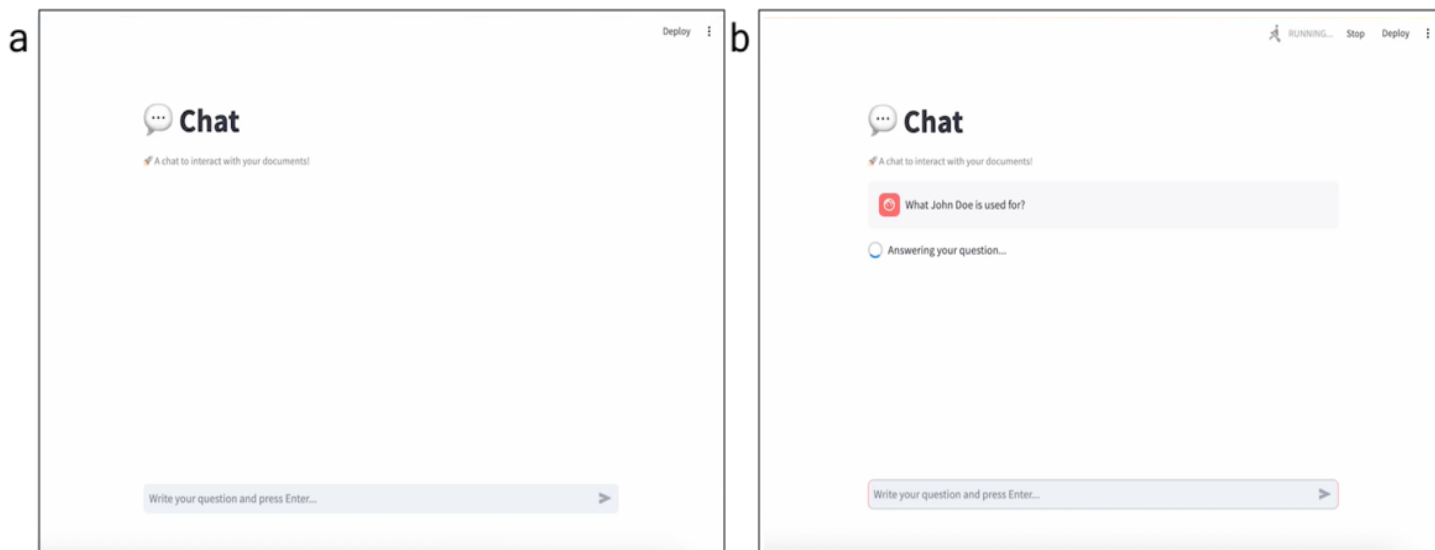 a
Deploy
Chat
A chat to interact with your documents!
Write your question and press Enter...
b
RUNNING... Stop Deploy
Chat
A chat to interact with your documents!
What John Doe is used for?
Answering your question...
Write your question and press Enter...